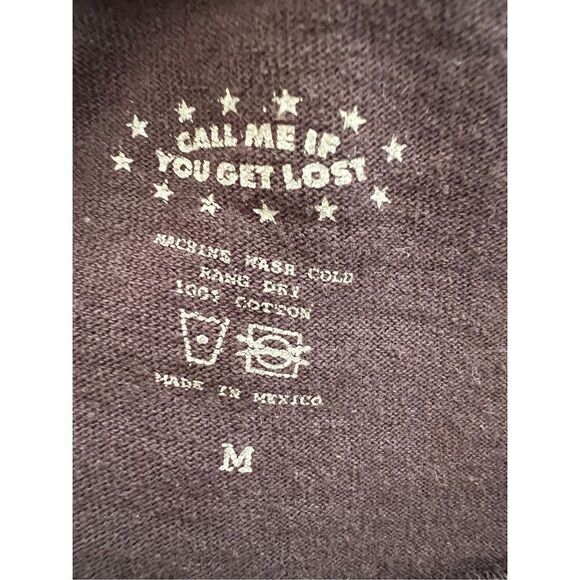 CALL ME IF
YOU GET LOST
MACHINE WASH COLD
HANG DRY
100% COTTON
MADE IN MEXICO
M